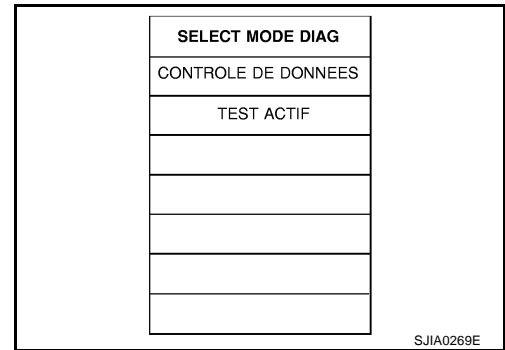 SELECT MODE DIAG
CONTROLE DE DONNEES
TEST ACTIF
SJIA0269E